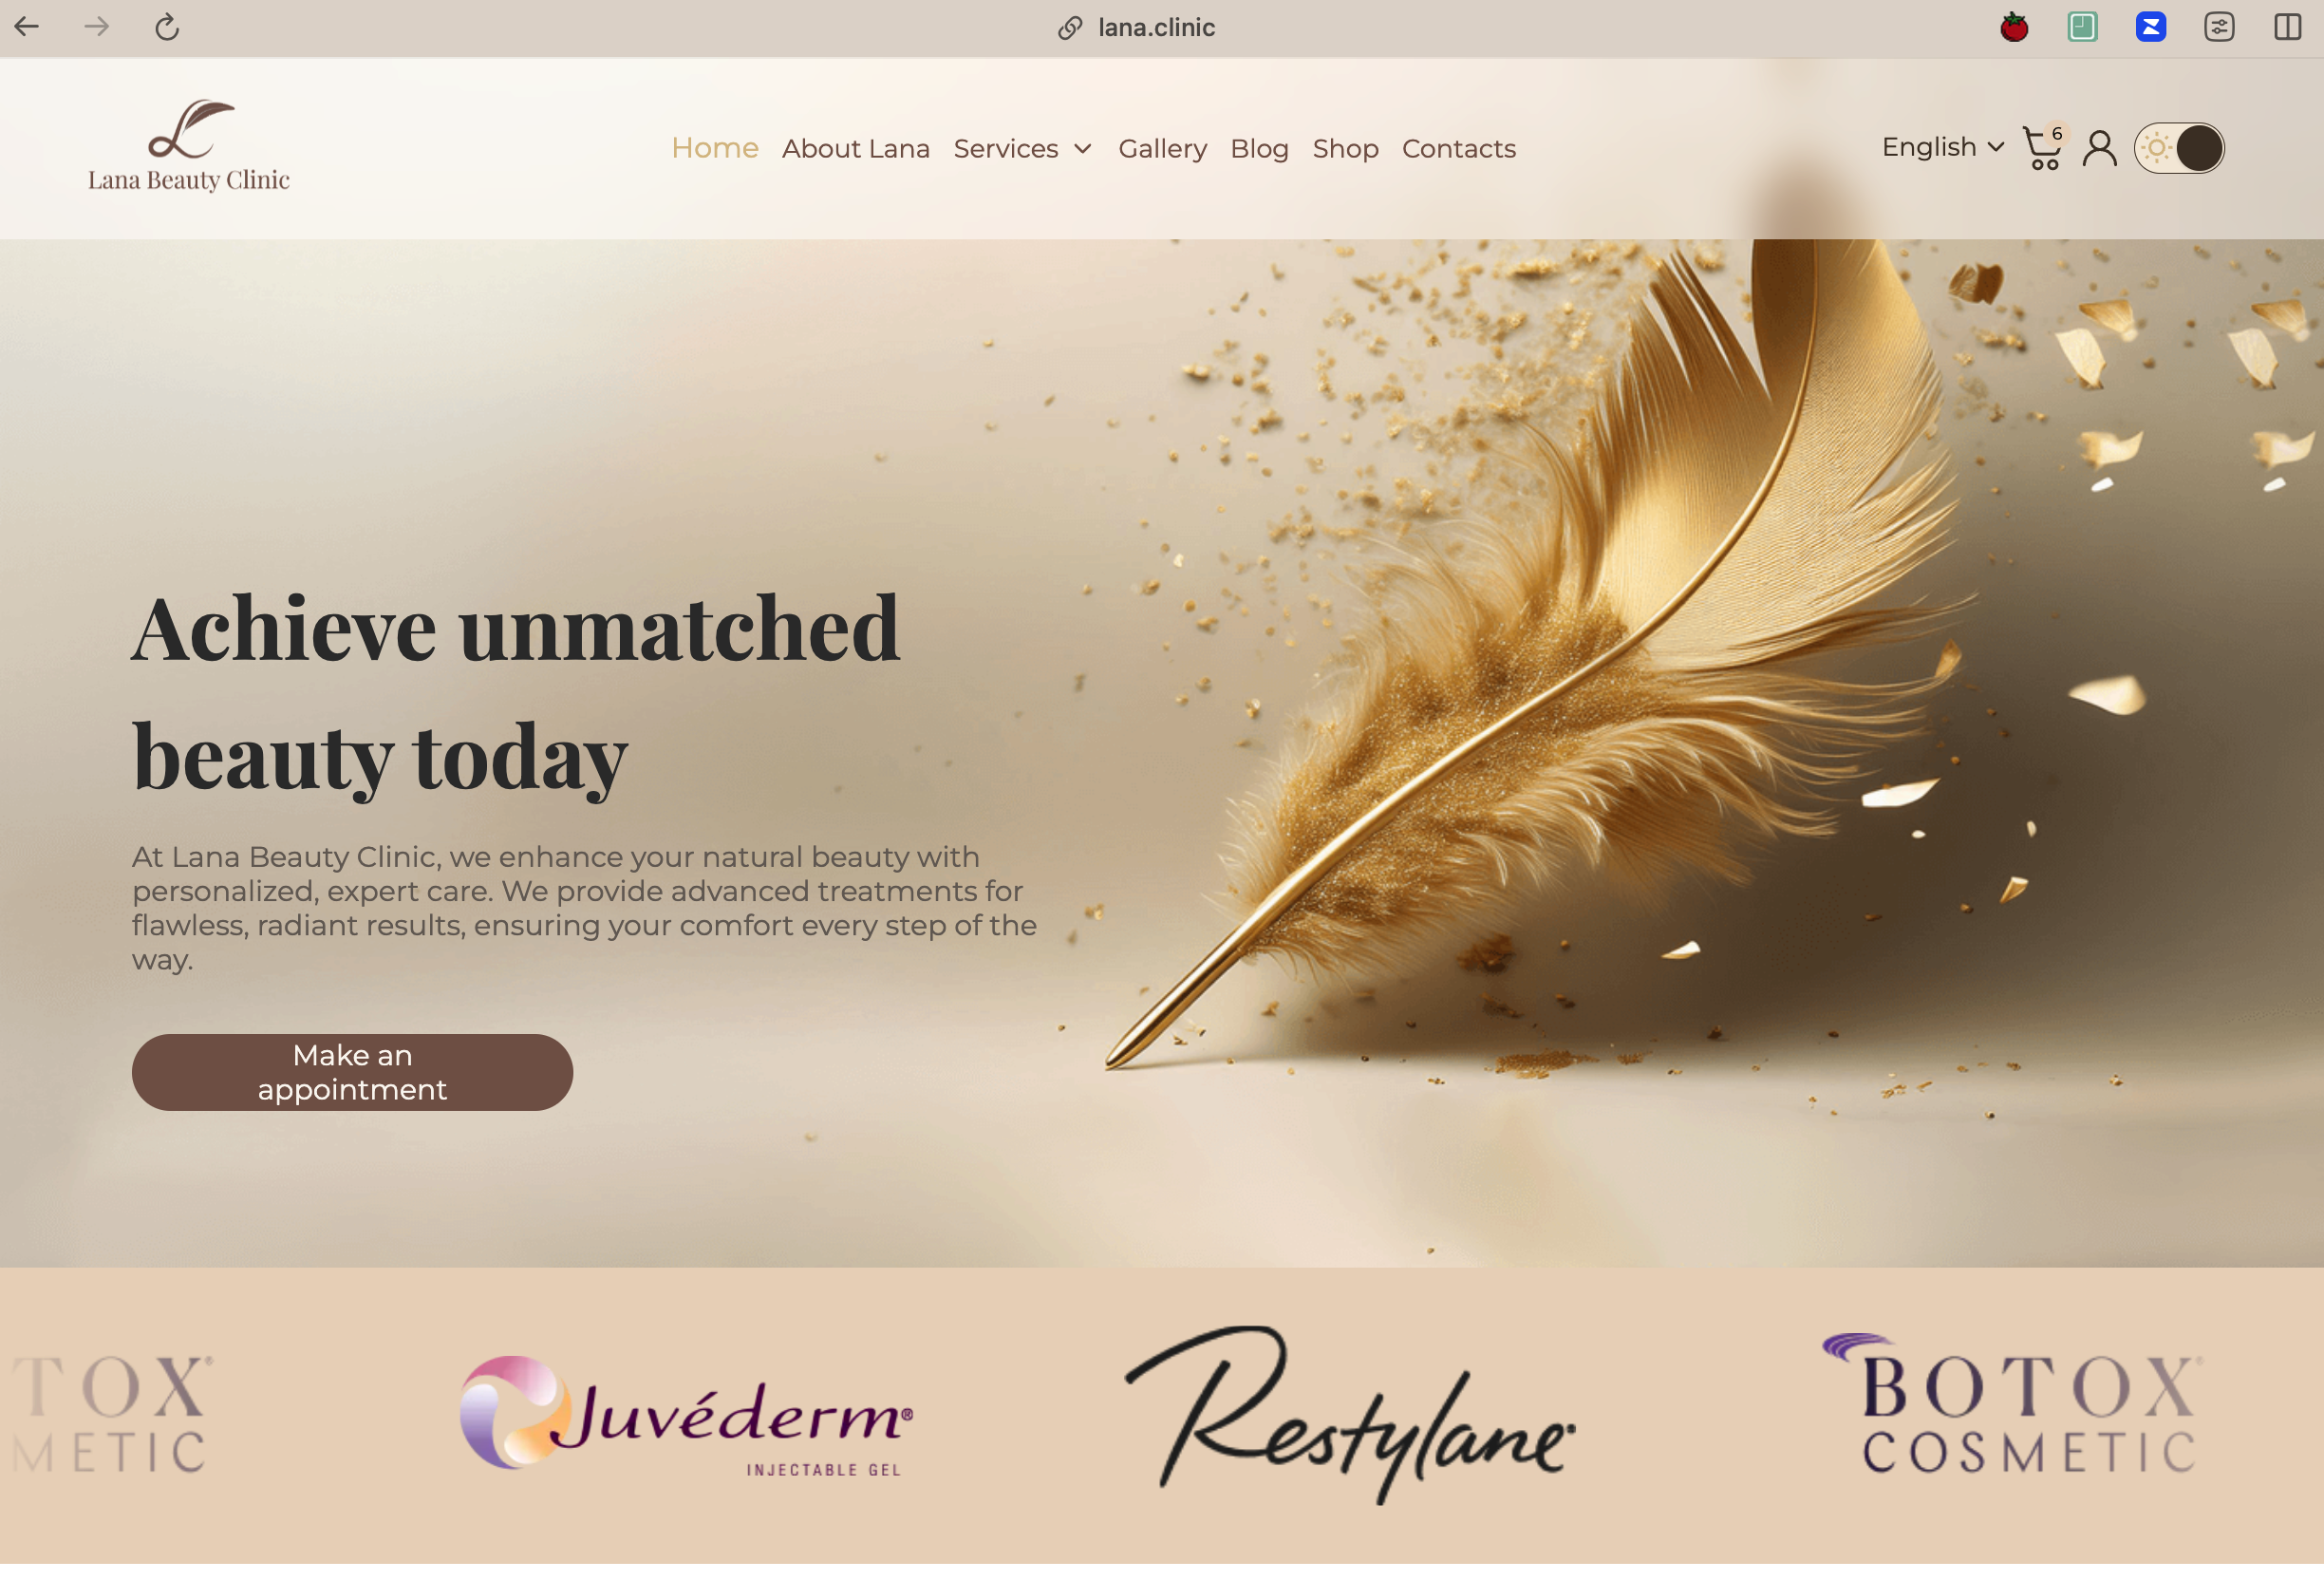 lana.clinic
Lana Beauty Clinic
Home About Lana Services Gallery Blog Shop Contacts
English 6
Achieve unmatched
beauty today
At Lana Beauty Clinic, we enhance your natural beauty with
personalized, expert care. We provide advanced treatments for
flawless, radiant results, ensuring your comfort every step of the
way.
Make an
appointment
TOX®
METIC
Juvéderm®
INJECTABLE GEL
Restylane
BOTOX®
COSMETIC